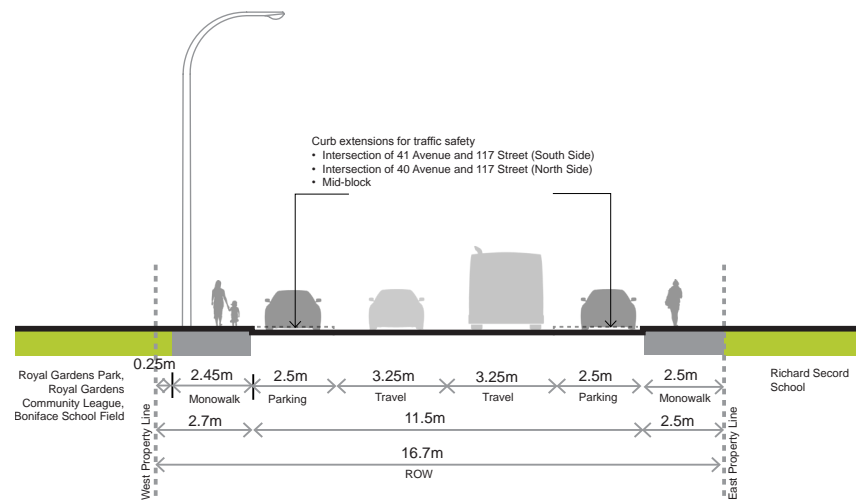 Curb extensions for traffic safety
• Intersection of 41 Avenue and 117 Street (South Side)
• Intersection of 40 Avenue and 117 Street (North Side)
• Mid-block
0.25m
Royal Gardens Park,
Royal Gardens
Community League,
Boniface School Field
2.45m
Monowalk
2.5m
Parking
3.25m
Travel
3.25m
Travel
2.5m
Parking
2.5m
Monowalk
Richard Secord
School
2.7m
11.5m
2.5m
16.7m
ROW
West Property Line
East Property Line